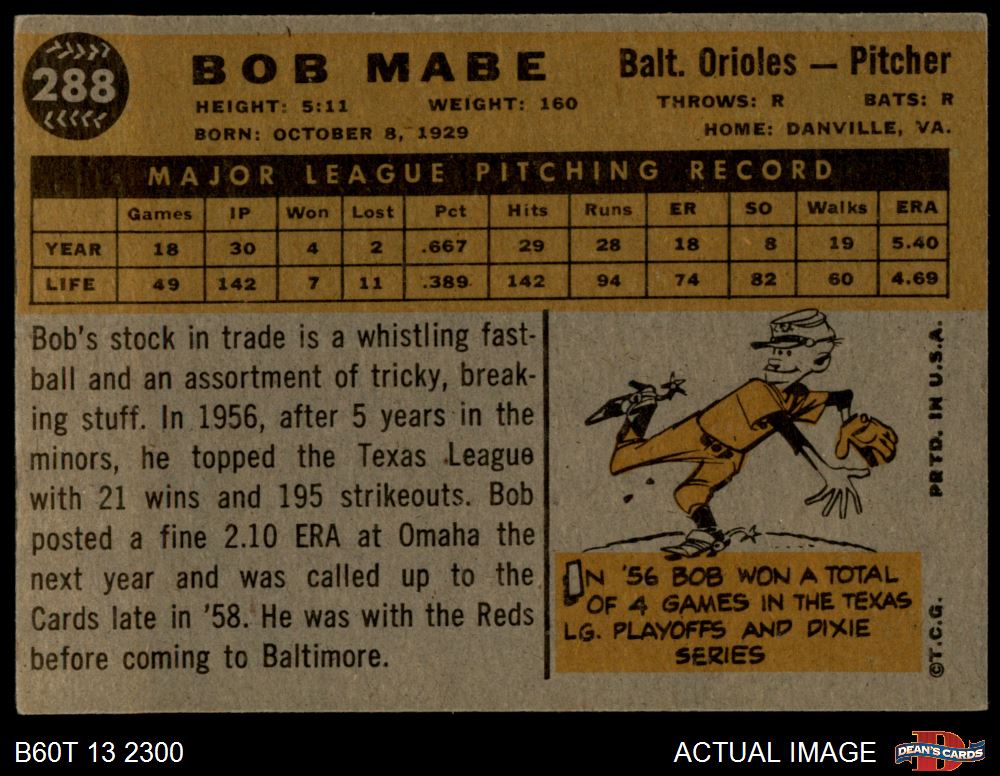 288
BOB MABE
Balt. Orioles — Pitcher
HEIGHT: 5:11 WEIGHT: 160 THROWS: R BATS: R
BORN: OCTOBER 8, 1929 HOME: DANVILLE, VA.
MAJOR LEAGUE PITCHING RECORD
Games IP Won Lost Pct Hits Runs ER SO Walks ERA
YEAR 18 30 4 2 .667 29 28 18 8 19 5.40
LIFE 49 142 7 11 .389 142 94 74 82 60 4.69
Bob's stock in trade is a whistling fast-
ball and an assortment of tricky, break-
ing stuff. In 1956, after 5 years in the
minors, he topped the Texas League
with 21 wins and 195 strikeouts. Bob
posted a fine 2.10 ERA at Omaha the
next year and was called up to the
Cards late in '58. He was with the Reds
before coming to Baltimore.
IN '56 BOB WON A TOTAL
OF 4 GAMES IN THE TEXAS
LG. PLAYOFFS AND DIXIE
SERIES
PRTD. IN U.S.A.
©T.C.G.
B60T 13 2300
ACTUAL IMAGE
DEAN'S CARDS